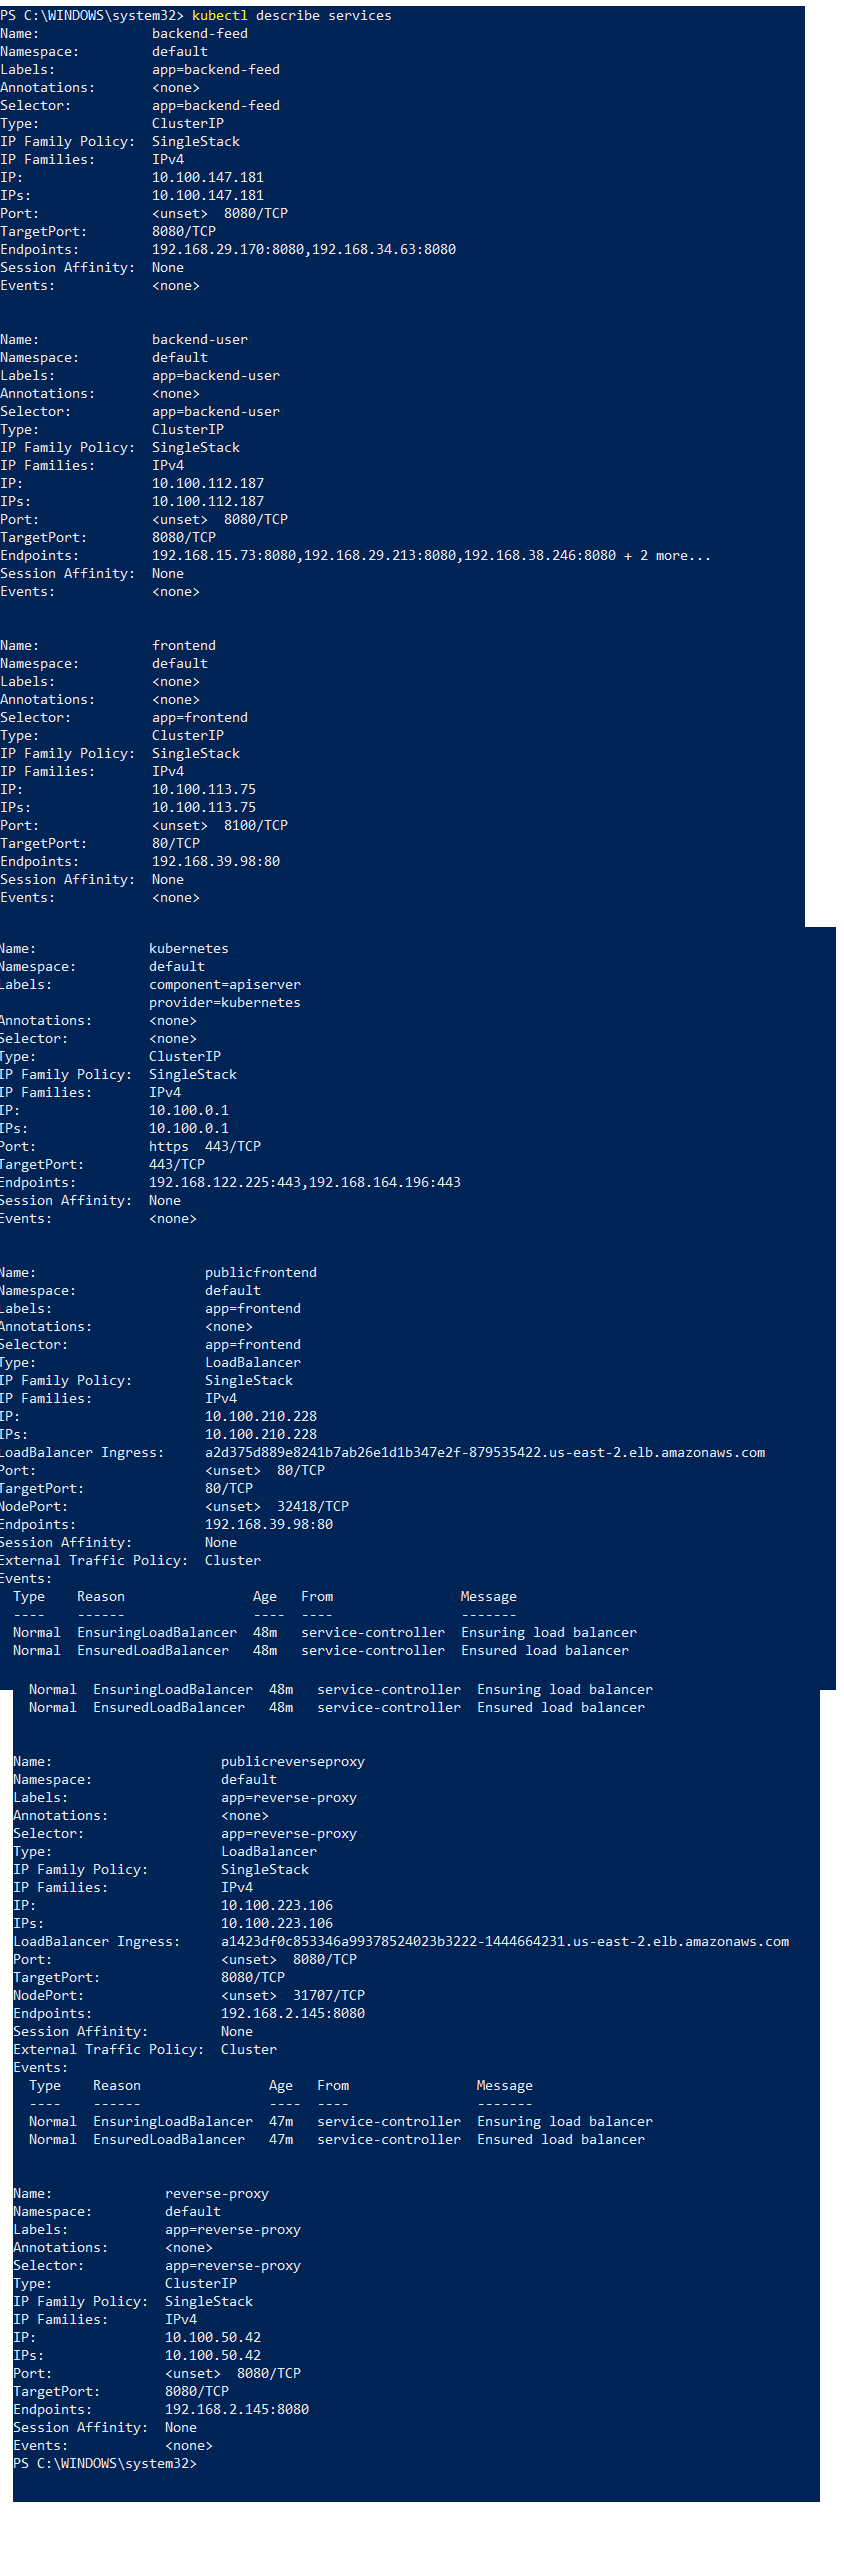 PS C:\WINDOWS\system32> kubectl describe services
Name:              backend-feed
Namespace:         default
Labels:            app=backend-feed
Annotations:       <none>
Selector:          app=backend-feed
Type:              ClusterIP
IP Family Policy:  SingleStack
IP Families:       IPv4
IP:                10.100.147.181
IPs:               10.100.147.181
Port:              <unset>  8080/TCP
TargetPort:        8080/TCP
Endpoints:         192.168.29.170:8080,192.168.34.63:8080
Session Affinity:  None
Events:            <none>
Name:              backend-user
Namespace:         default
Labels:            app=backend-user
Annotations:       <none>
Selector:          app=backend-user
Type:              ClusterIP
IP Family Policy:  SingleStack
IP Families:       IPv4
IP:                10.100.112.187
IPs:               10.100.112.187
Port:              <unset>  8080/TCP
TargetPort:        8080/TCP
Endpoints:         192.168.15.73:8080,192.168.29.213:8080,192.168.38.246:8080 + 2 more...
Session Affinity:  None
Events:            <none>
Name:              frontend
Namespace:         default
Labels:            <none>
Annotations:       <none>
Selector:          app=frontend
Type:              ClusterIP
IP Family Policy:  SingleStack
IP Families:       IPv4
IP:                10.100.113.75
IPs:               10.100.113.75
Port:              <unset>  8100/TCP
TargetPort:        80/TCP
Endpoints:         192.168.39.98:80
Session Affinity:  None
Events:            <none>
Name:              kubernetes
Namespace:         default
Labels:            component=apiserver
                   provider=kubernetes
Annotations:       <none>
Selector:          <none>
Type:              ClusterIP
IP Family Policy:  SingleStack
IP Families:       IPv4
IP:                10.100.0.1
IPs:               10.100.0.1
Port:              https  443/TCP
TargetPort:        443/TCP
Endpoints:         192.168.122.225:443,192.168.164.196:443
Session Affinity:  None
Events:            <none>
Name:                     publicfrontend
Namespace:                default
Labels:                   app=frontend
Annotations:              <none>
Selector:                 app=frontend
Type:                     LoadBalancer
IP Family Policy:         SingleStack
IP Families:              IPv4
IP:                       10.100.210.228
IPs:                      10.100.210.228
LoadBalancer Ingress:     a2d375d889e8241b7ab26e1d1b347e2f-879535422.us-east-2.elb.amazonaws.com
Port:                     <unset>  80/TCP
TargetPort:               80/TCP
NodePort:                 <unset>  32418/TCP
Endpoints:                192.168.39.98:80
Session Affinity:         None
External Traffic Policy:  Cluster
Events:
  Type    Reason                Age   From                Message
  ----    ------                ----  ----                -------
  Normal  EnsuringLoadBalancer  48m   service-controller  Ensuring load balancer
  Normal  EnsuredLoadBalancer   48m   service-controller  Ensured load balancer
  Normal  EnsuringLoadBalancer  48m   service-controller  Ensuring load balancer
  Normal  EnsuredLoadBalancer   48m   service-controller  Ensured load balancer
Name:                     publicreverseproxy
Namespace:                default
Labels:                   app=reverse-proxy
Annotations:              <none>
Selector:                 app=reverse-proxy
Type:                     LoadBalancer
IP Family Policy:         SingleStack
IP Families:              IPv4
IP:                       10.100.223.106
IPs:                      10.100.223.106
LoadBalancer Ingress:     a1423df0c853346a99378524023b3222-1444664231.us-east-2.elb.amazonaws.com
Port:                     <unset>  8080/TCP
TargetPort:               8080/TCP
NodePort:                 <unset>  31707/TCP
Endpoints:                192.168.2.145:8080
Session Affinity:         None
External Traffic Policy:  Cluster
Events:
  Type    Reason                Age   From                Message
  ----    ------                ----  ----                -------
  Normal  EnsuringLoadBalancer  47m   service-controller  Ensuring load balancer
  Normal  EnsuredLoadBalancer   47m   service-controller  Ensured load balancer
Name:              reverse-proxy
Namespace:         default
Labels:            app=reverse-proxy
Annotations:       <none>
Selector:          app=reverse-proxy
Type:              ClusterIP
IP Family Policy:  SingleStack
IP Families:       IPv4
IP:                10.100.50.42
IPs:               10.100.50.42
Port:              <unset>  8080/TCP
TargetPort:        8080/TCP
Endpoints:         192.168.2.145:8080
Session Affinity:  None
Events:            <none>
PS C:\WINDOWS\system32>